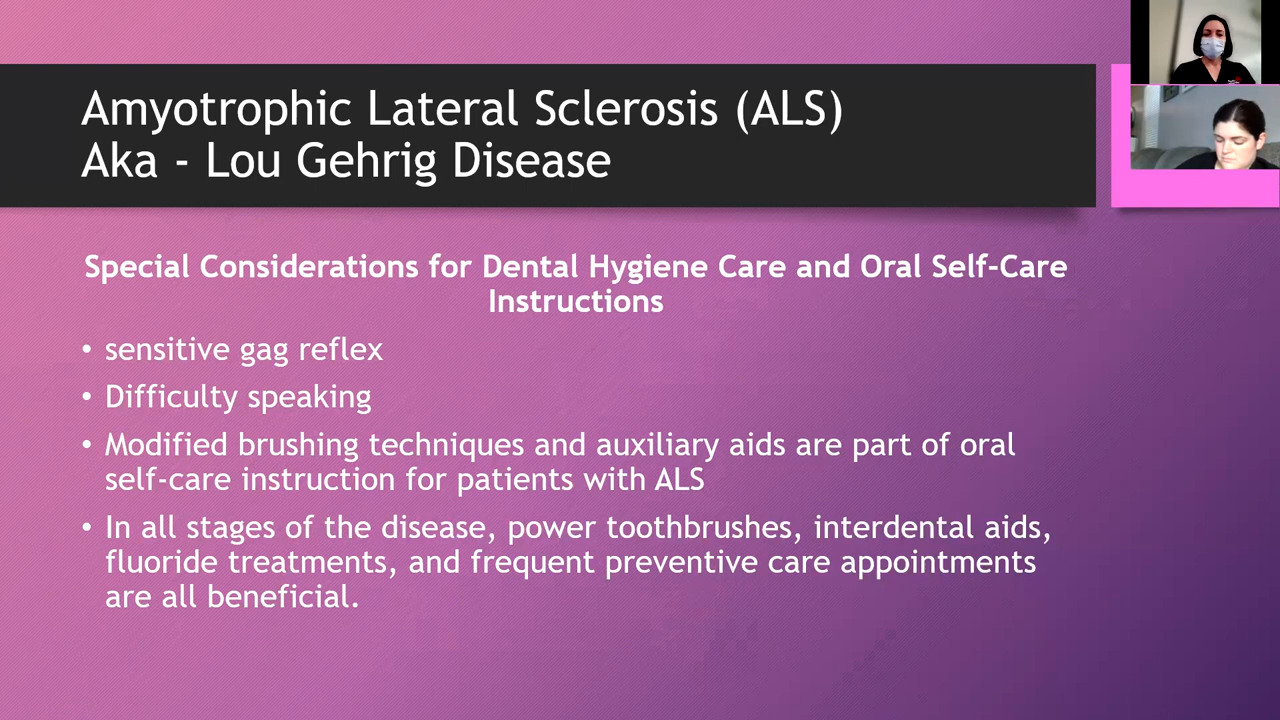 Amyotrophic Lateral Sclerosis (ALS)
Aka - Lou Gehrig Disease
Special Considerations for Dental Hygiene Care and Oral Self-Care
Instructions
• sensitive gag reflex
• Difficulty speaking
• Modified brushing techniques and auxiliary aids are part of oral
self-care instruction for patients with ALS
• In all stages of the disease, power toothbrushes, interdental aids,
fluoride treatments, and frequent preventive care appointments
are all beneficial.